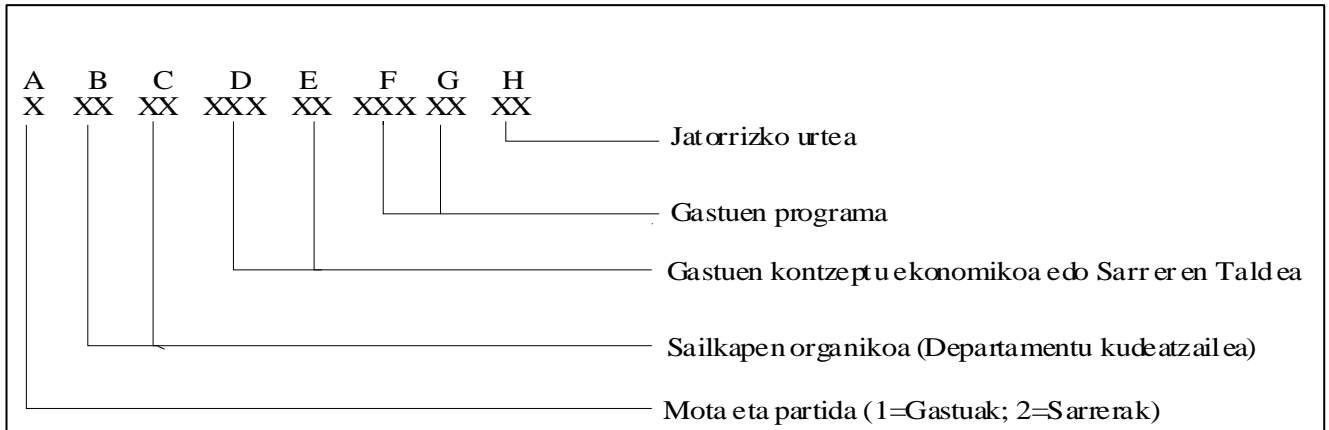 A B C D E F G H
X XX XX XXX XX XXX XX XX
Jatorrizko urtea
Gastuen programa
Gastuen kontzeptu ekonomikoa edo Sarreren Taldea
Sailkapen organikoa (Departamentu kudeatzailea)
Mota eta partida (1=Gastuak; 2=Sarrerak)